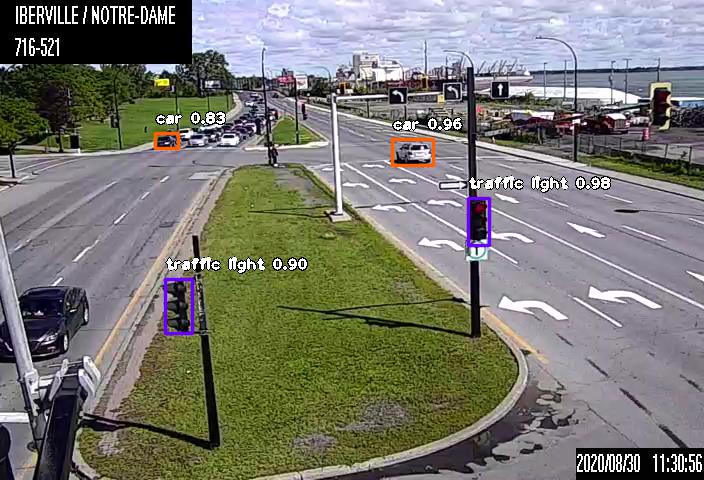 IBERVILLE / NOTRE-DAME
716-521
car 0.83
car 0.96
traffic light 0.98
traffic light 0.90
2020/08/30 11:30:56